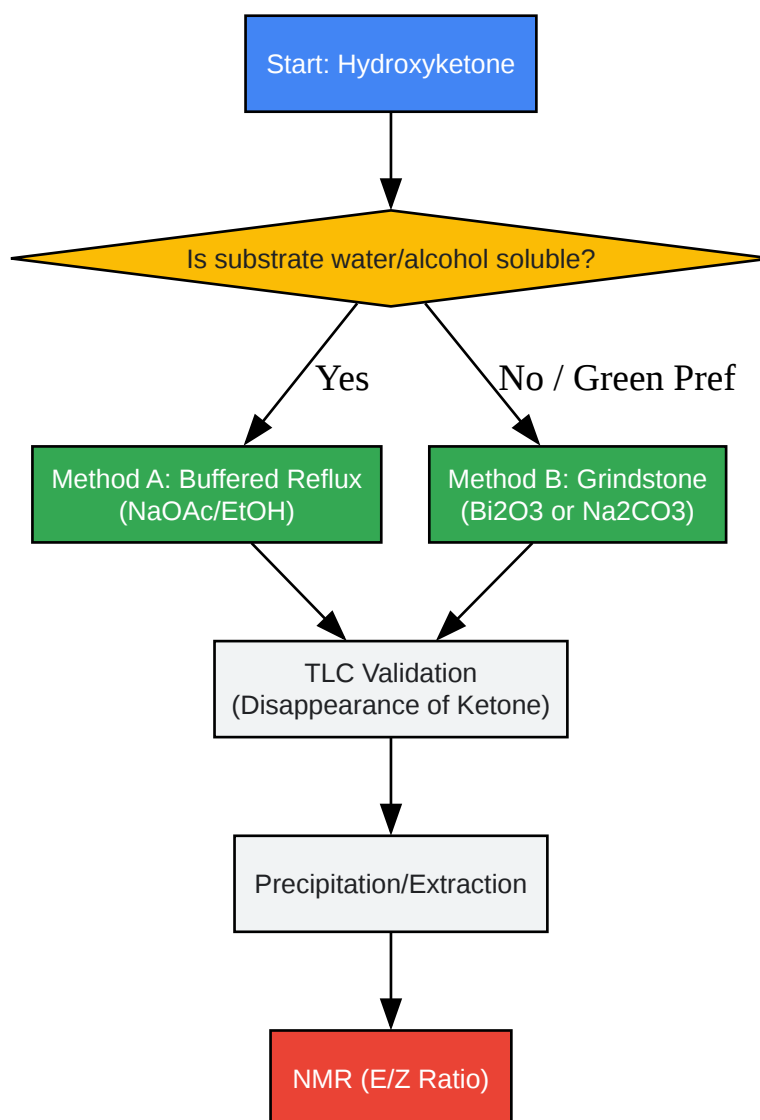 Start: Hydroxyketone
Is substrate water/alcohol soluble?
Yes
No / Green Pref
Method A: Buffered Reflux
(NaOAc/EtOH)
Method B: Grindstone
(Bi2O3 or Na2CO3)
TLC Validation
(Disappearance of Ketone)
Precipitation/Extraction
NMR (E/Z Ratio)